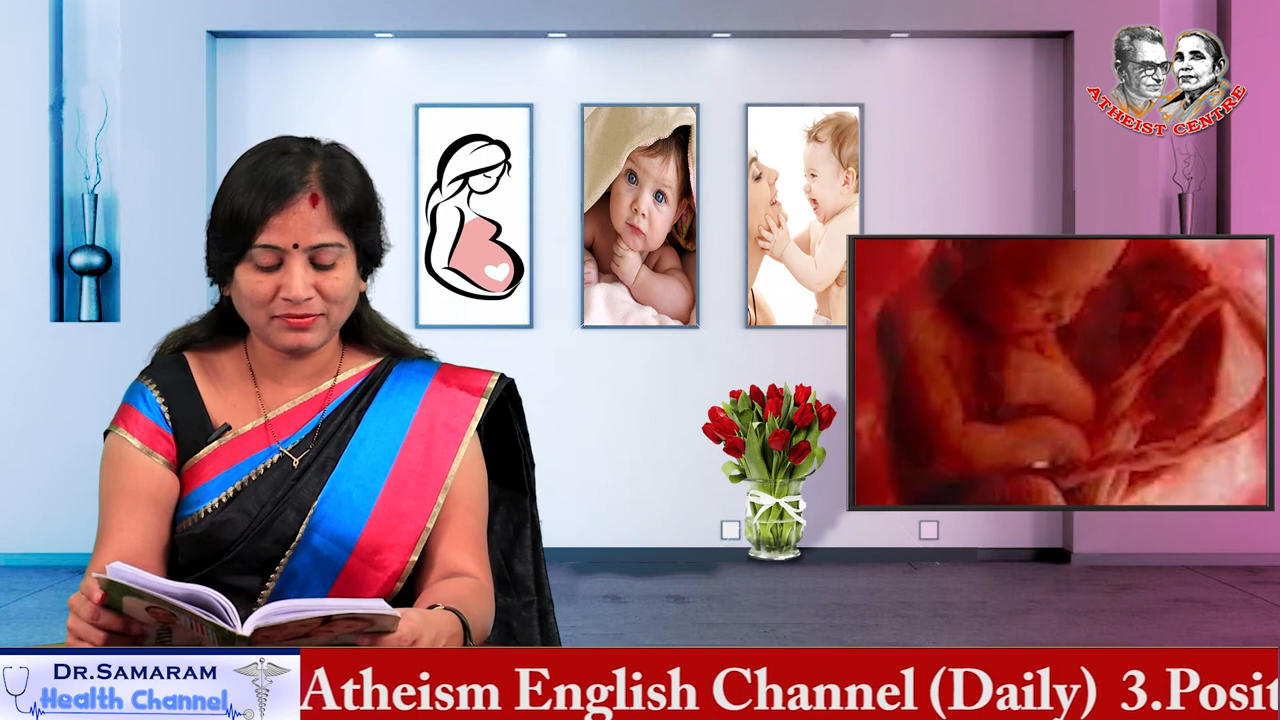 ATHEIST CENTRE
DR.SAMARAM
Health Channel
Atheism English Channel (Daily) 3.Posit